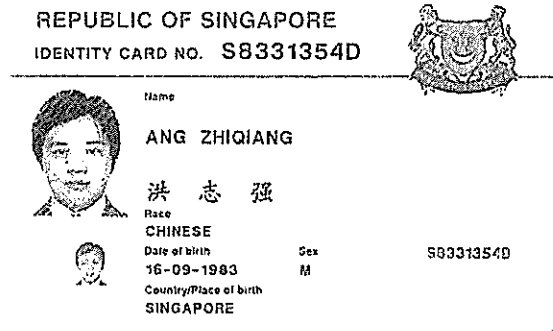 REPUBLIC OF SINGAPORE
IDENTITY CARD NO. S8331354D
Name
ANG ZHIQIANG
洪志强
Race
CHINESE
Date of birth Sex S8331354D
16-09-1983 M
Country/Place of birth
SINGAPORE